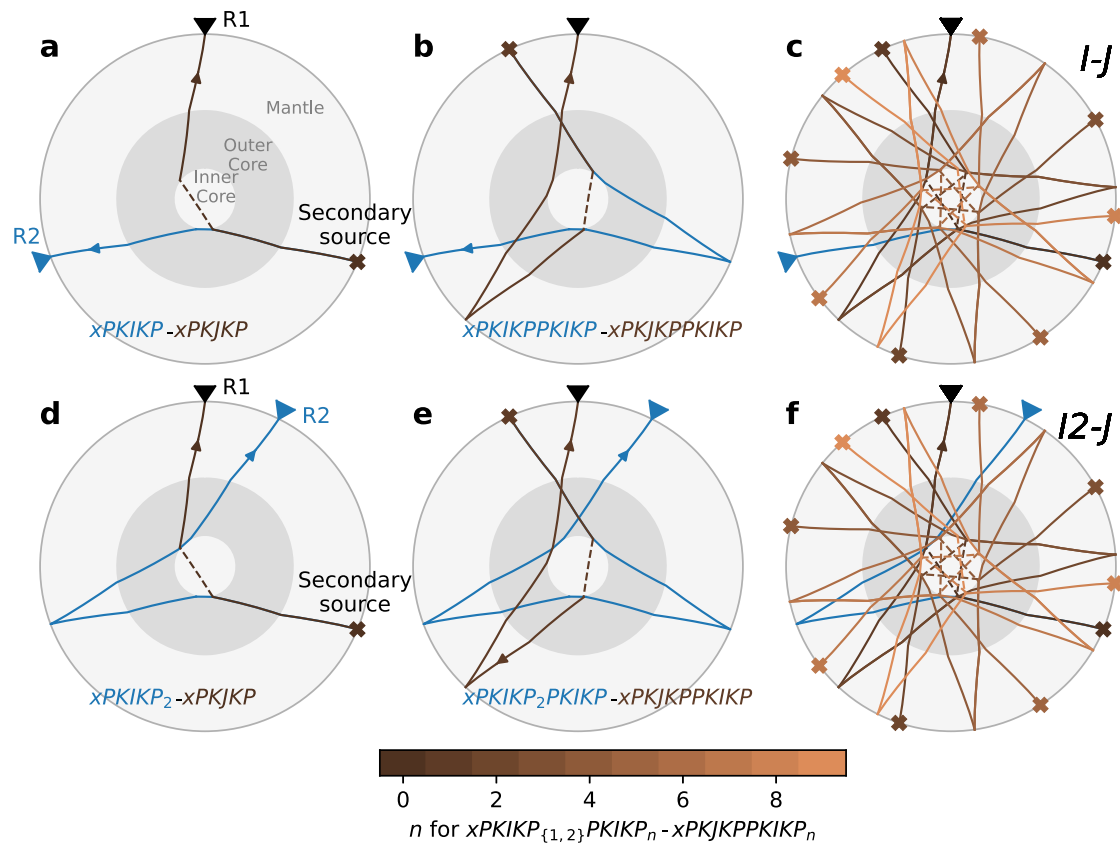 a
R1
Mantle
Outer
Core
Inner
Core
R2
Secondary
source
xPKIKP-xPKJKP
b
xPKIKPPKIKP-xPKJKPPKIKP
c
I-J
d
R1
R2
Secondary
source
xPKIKP₂-xPKJKP
e
xPKIKP₂PKIKP-xPKJKPPKIKP
f
I2-J
0 2 4 6 8
n for xPKIKP_{1,2}PKIKPₙ-xPKJKPPKIKPₙ